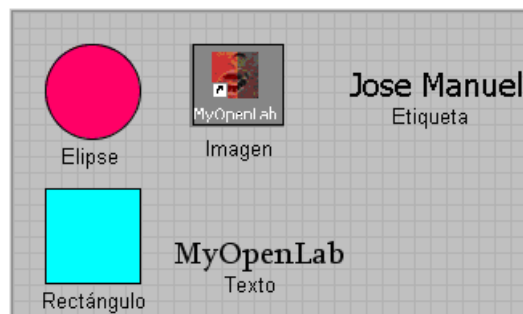 MyOpenLab
Jose Manuel
Elipse
Imagen
Etiqueta
MyOpenLab
Rectángulo
Texto